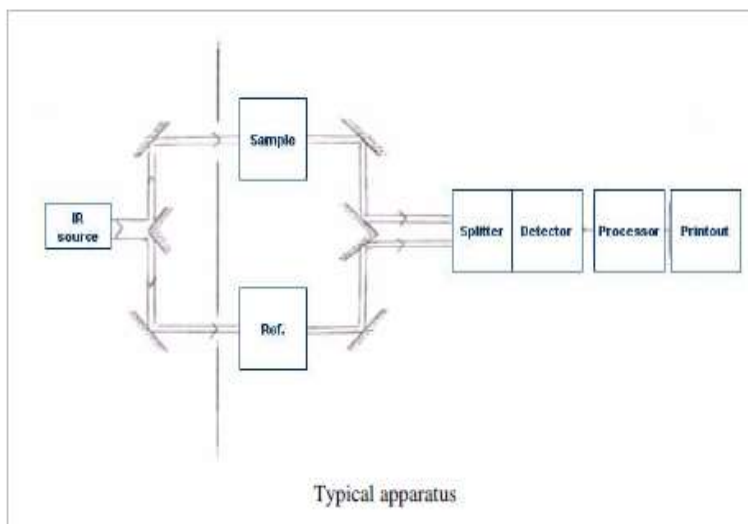 Sample
IR
source
Splitter
Detector
Processor
Printout
Ref.
Typical apparatus